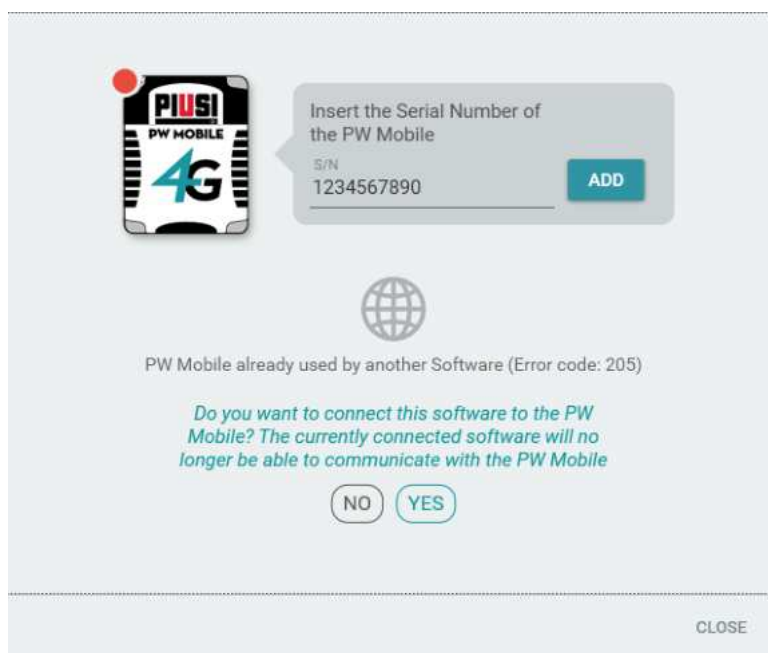 PIUSI
PW MOBILE
4G
Insert the Serial Number of
the PW Mobile
S/N
1234567890
ADD
PW Mobile already used by another Software (Error code: 205)
Do you want to connect this software to the PW
Mobile? The currently connected software will no
longer be able to communicate with the PW Mobile
NO
YES
CLOSE